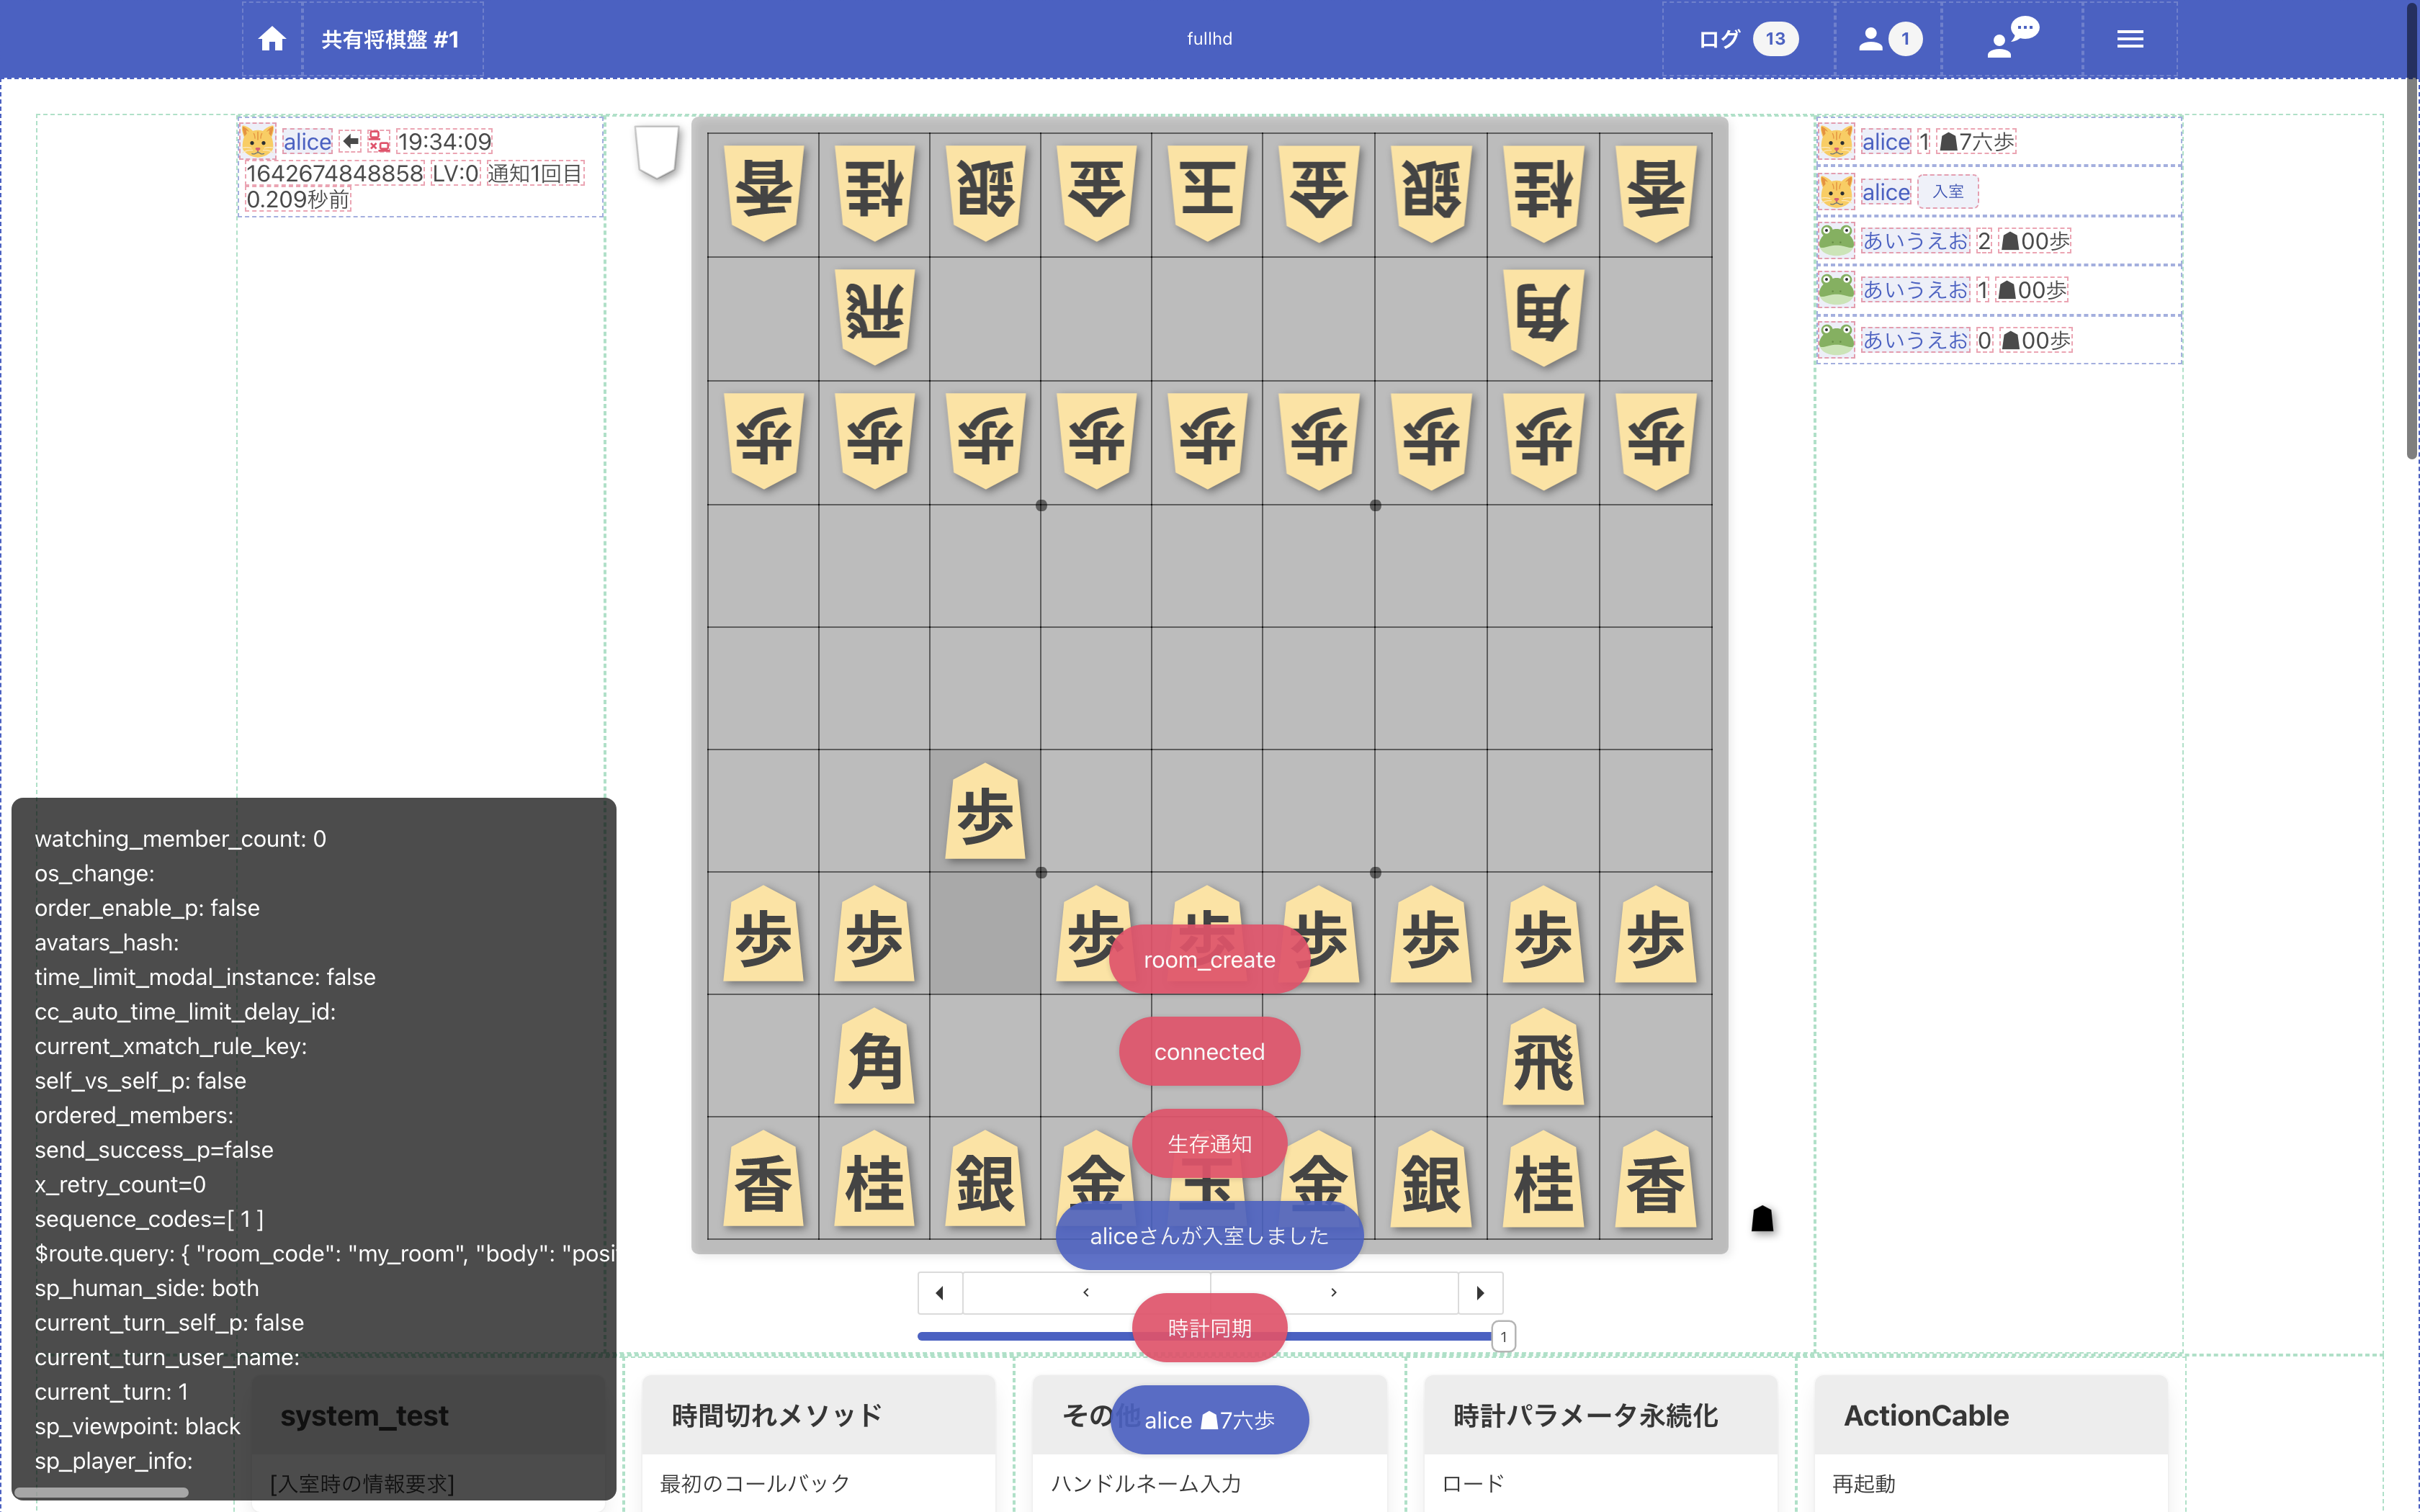 共有将棋盤 #1
fullhd
ログ 13
1
alice 19:34:09
1642674848858 LV:0 通知1回目
0.209秒前
alice 1 ☗7六歩
alice 入室
あいうえお 2 ☗00歩
あいうえお 1 ☗00歩
あいうえお 0 ☗00歩
香 桂 銀 金 玉 金 銀 桂 香
飛 角
歩 歩 歩 歩 歩 歩 歩 歩 歩
歩
歩 歩 歩 歩 歩 歩 歩 歩
角 飛
香 桂 銀 金 玉 金 銀 桂 香
room_create
connected
生存通知
aliceさんが入室しました
時計同期
alice ☗7六歩
1
watching_member_count: 0
os_change:
order_enable_p: false
avatars_hash:
time_limit_modal_instance: false
cc_auto_time_limit_delay_id:
current_xmatch_rule_key:
self_vs_self_p: false
ordered_members:
send_success_p=false
x_retry_count=0
sequence_codes=[ 1 ]
$route.query: { "room_code": "my_room", "body": "posi
sp_human_side: both
current_turn_self_p: false
current_turn_user_name:
current_turn: 1
sp_viewpoint: black
sp_player_info:
system_test
[入室時の情報要求]
時間切れメソッド
最初のコールバック
その他
ハンドルネーム入力
時計パラメータ永続化
ロード
ActionCable
再起動